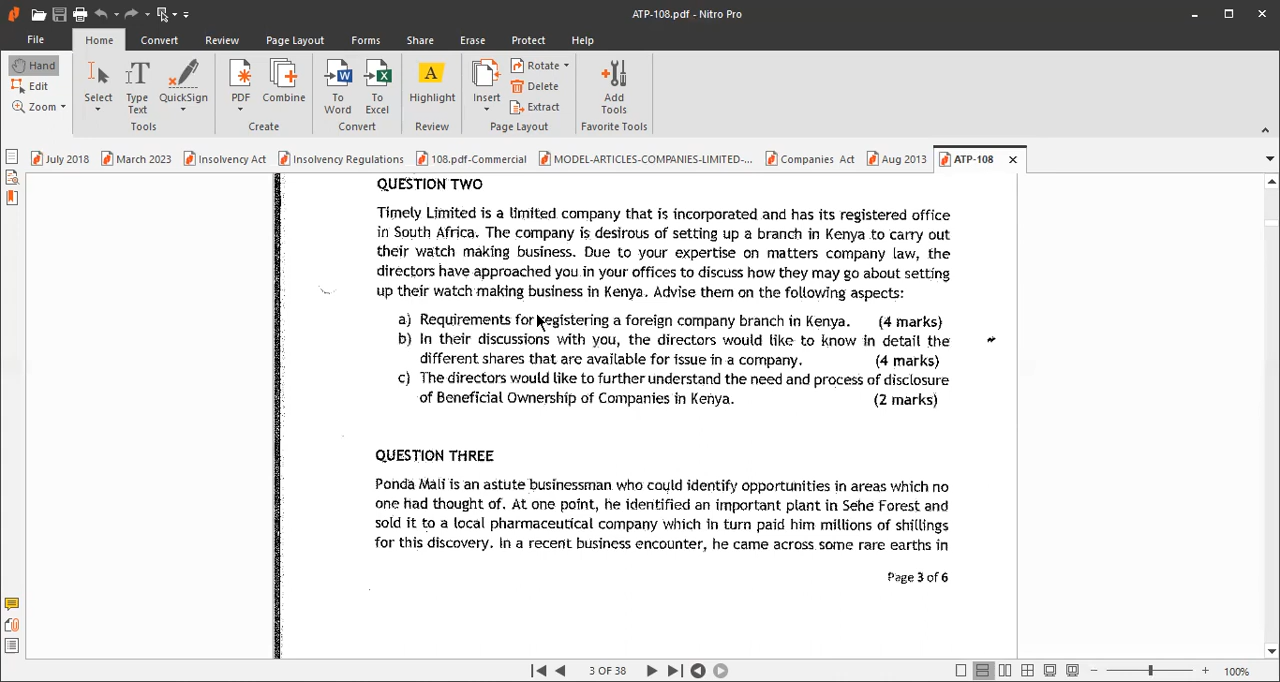 ATP-108.pdf - Nitro Pro
File Home Convert Review Page Layout Forms Share Erase Protect Help
Hand
Edit
Zoom
Select
Type Text
QuickSign
Tools
PDF
Combine
Create
To Word
To Excel
Convert
Highlight
Review
Insert
Rotate
Delete
Extract
Page Layout
Add Tools
Favorite Tools
July 2018 March 2023 Insolvency Act Insolvency Regulations 108.pdf-Commercial MODEL-ARTICLES-COMPANIES-LIMITED-... Companies Act Aug 2013 ATP-108
QUESTION TWO
Timely Limited is a limited company that is incorporated and has its registered office
in South Africa. The company is desirous of setting up a branch in Kenya to carry out
their watch making business. Due to your expertise on matters company law, the
directors have approached you in your offices to discuss how they may go about setting
up their watch making business in Kenya. Advise them on the following aspects:
a) Requirements for registering a foreign company branch in Kenya. (4 marks)
b) In their discussions with you, the directors would like to know in detail the
different shares that are available for issue in a company. (4 marks)
c) The directors would like to further understand the need and process of disclosure
of Beneficial Ownership of Companies in Kenya. (2 marks)
QUESTION THREE
Ponda Mali is an astute businessman who could identify opportunities in areas which no
one had thought of. At one point, he identified an important plant in Sehe Forest and
sold it to a local pharmaceutical company which in turn paid him millions of shillings
for this discovery. In a recent business encounter, he came across some rare earths in
Page 3 of 6
3 OF 38
100%